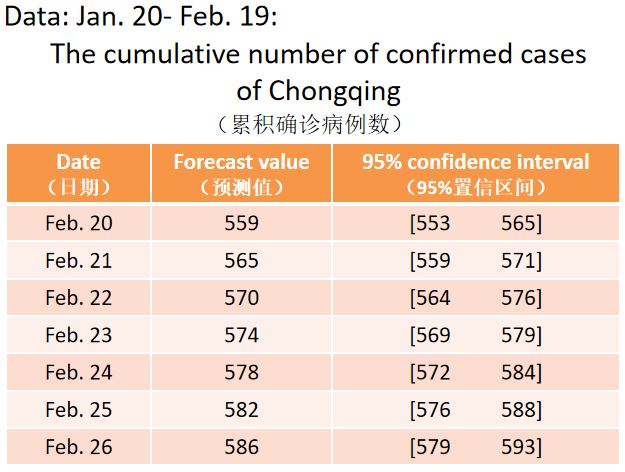 Data: Jan. 20- Feb. 19:
The cumulative number of confirmed cases
of Chongqing
（累积确诊病例数）
Date Forecast value 95% confidence interval
（日期） （预测值） （95%置信区间）
Feb. 20 559 [553 565]
Feb. 21 565 [559 571]
Feb. 22 570 [564 576]
Feb. 23 574 [569 579]
Feb. 24 578 [572 584]
Feb. 25 582 [576 588]
Feb. 26 586 [579 593]